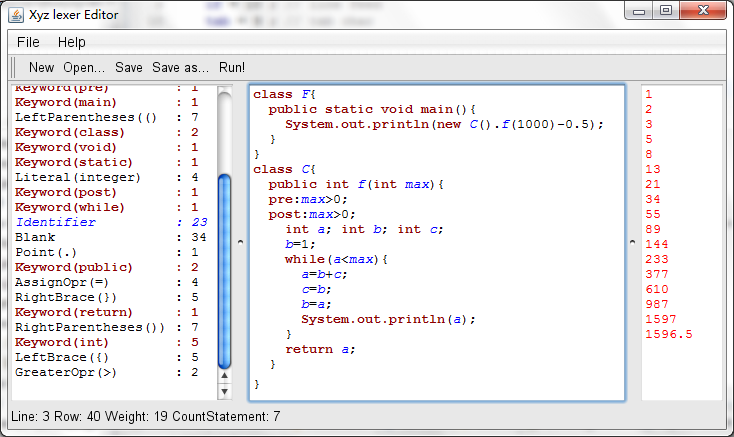 Xyz lexer Editor
File Help
New Open... Save Save as... Run!
Keyword(pre) : 1
Keyword(main) : 1
LeftParentheses(() : 7
Keyword(class) : 2
Keyword(void) : 1
Keyword(static) : 1
Literal(integer) : 4
Keyword(post) : 1
Keyword(while) : 1
Identifier : 23
Blank : 34
Point(.) : 1
Keyword(public) : 2
AssignOpr(=) : 4
RightBrace(}) : 5
Keyword(return) : 1
RightParentheses()) : 7
Keyword(int) : 5
LeftBrace({) : 5
GreaterOpr(>) : 2
class F{
public static void main(){
System.out.println(new C().f(1000)-0.5);
}
}
class C{
public int f(int max){
pre:max>0;
post:max>0;
int a; int b; int c;
b=1;
while(a<max){
a=b+c;
c=b;
b=a;
System.out.println(a);
}
return a;
}
}
1
2
3
5
8
13
21
34
55
89
144
233
377
610
987
1597
1596.5
Line: 3 Row: 40 Weight: 19 CountStatement: 7